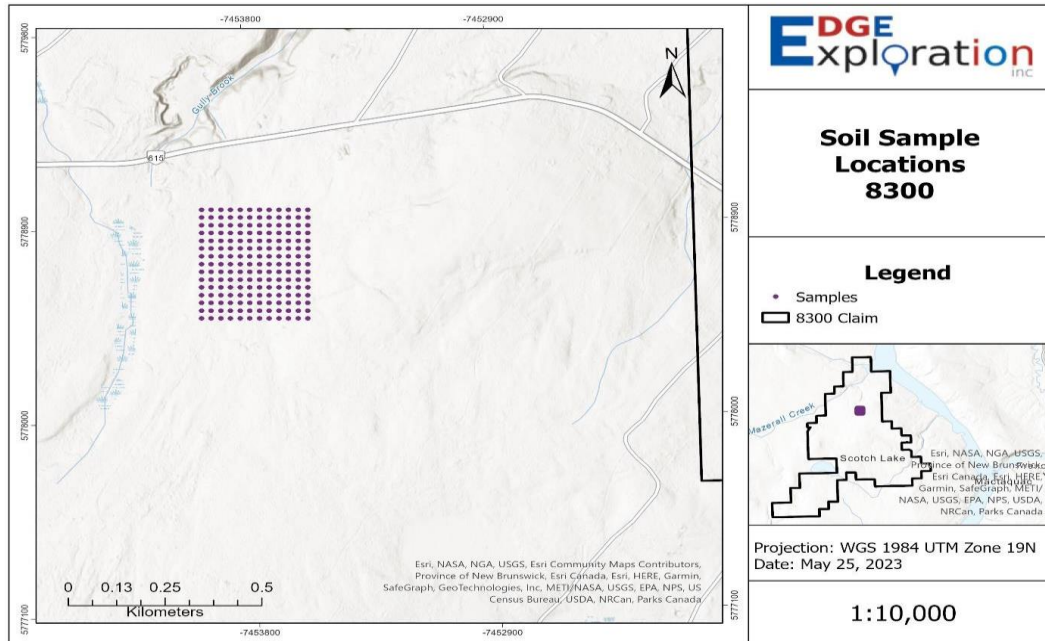 -7453800
-7452900
5779800
5778900
5778000
5777100
Gully Brook
615
N
5778900
5778000
5777100
0 0.13 0.25 0.5
Kilometers
Esri, NASA, NGA, USGS, Esri Community Maps Contributors,
Province of New Brunswick, Esri Canada, Esri, HERE, Garmin,
SafeGraph, GeoTechnologies, Inc, METI/NASA, USGS, EPA, NPS, US
Census Bureau, USDA, NRCan, Parks Canada
-7453800
-7452900
EDGE
Exploration
inc
Soil Sample
Locations
8300
Legend
Samples
8300 Claim
Mazerall Creek
Scotch Lake
Mactaquac
Esri, NASA, NGA, USGS,
Province of New Brunswick,
Esri Canada, Esri, HERE,
Garmin, SafeGraph, METI/
NASA, USGS, EPA, NPS, USDA,
NRCan, Parks Canada
Projection: WGS 1984 UTM Zone 19N
Date: May 25, 2023
1:10,000